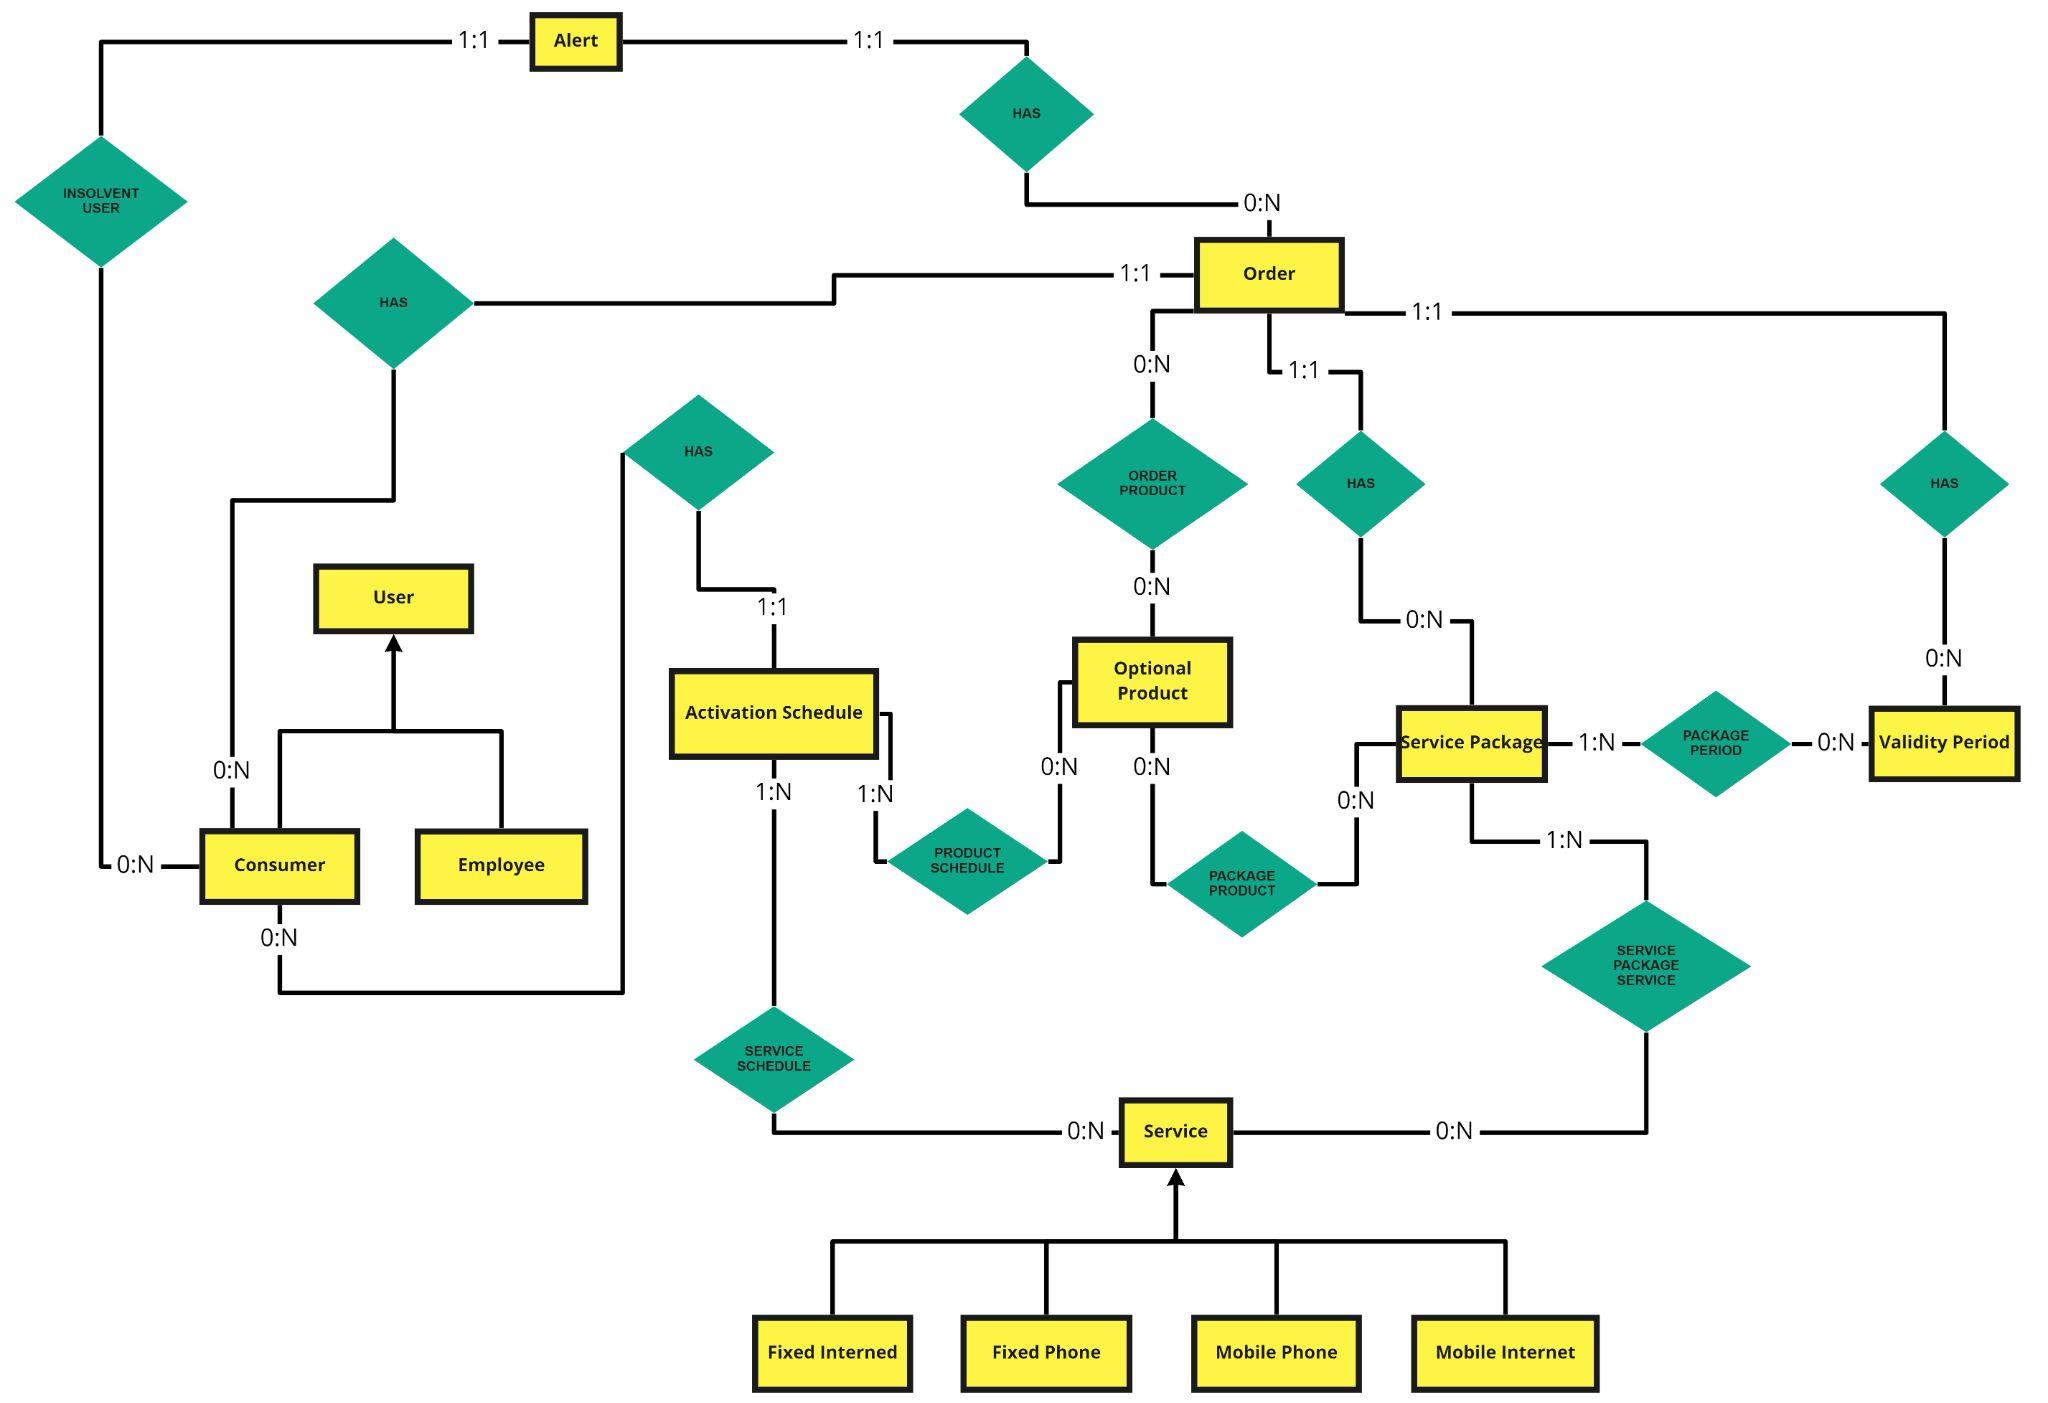 1:1
Alert
1:1
HAS
INSOLVENT
USER
0:N
HAS
1:1
Order
1:1
0:N
1:1
HAS
ORDER
PRODUCT
HAS
HAS
0:N
User
1:1
0:N
0:N
Optional
Product
Activation Schedule
Service Package
1:N
PACKAGE
PERIOD
0:N
Validity Period
0:N
1:N
1:N
0:N
0:N
0:N
1:N
0:N
Consumer
Employee
PRODUCT
SCHEDULE
PACKAGE
PRODUCT
0:N
SERVICE
PACKAGE
SERVICE
SERVICE
SCHEDULE
0:N
Service
0:N
Fixed Interned
Fixed Phone
Mobile Phone
Mobile Internet